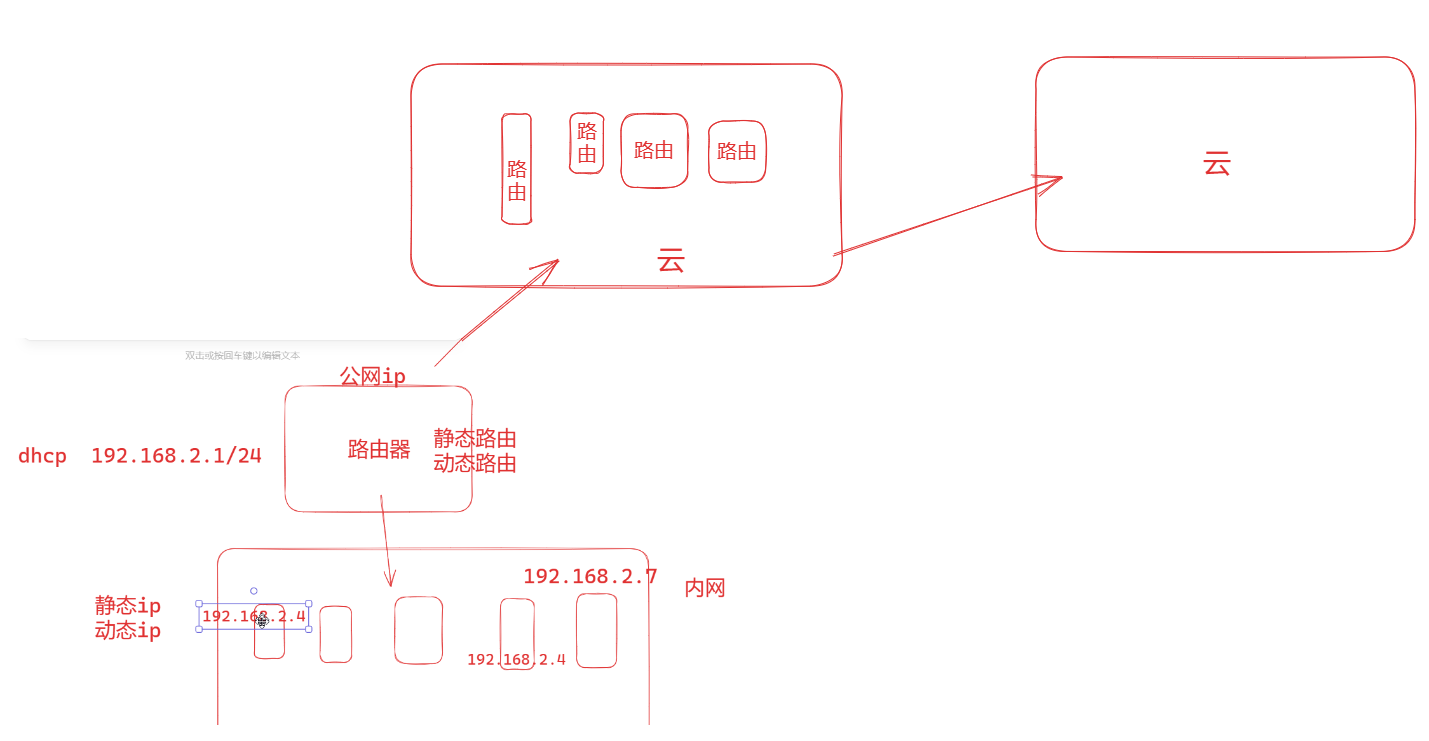 路
由
路
由
路由
路由
云
云
双击或按回车键以编辑文本
公网ip
dhcp  192.168.2.1/24
路由器
静态路由
动态路由
192.168.2.7
内网
静态ip
动态ip
192.168.2.4
192.168.2.4